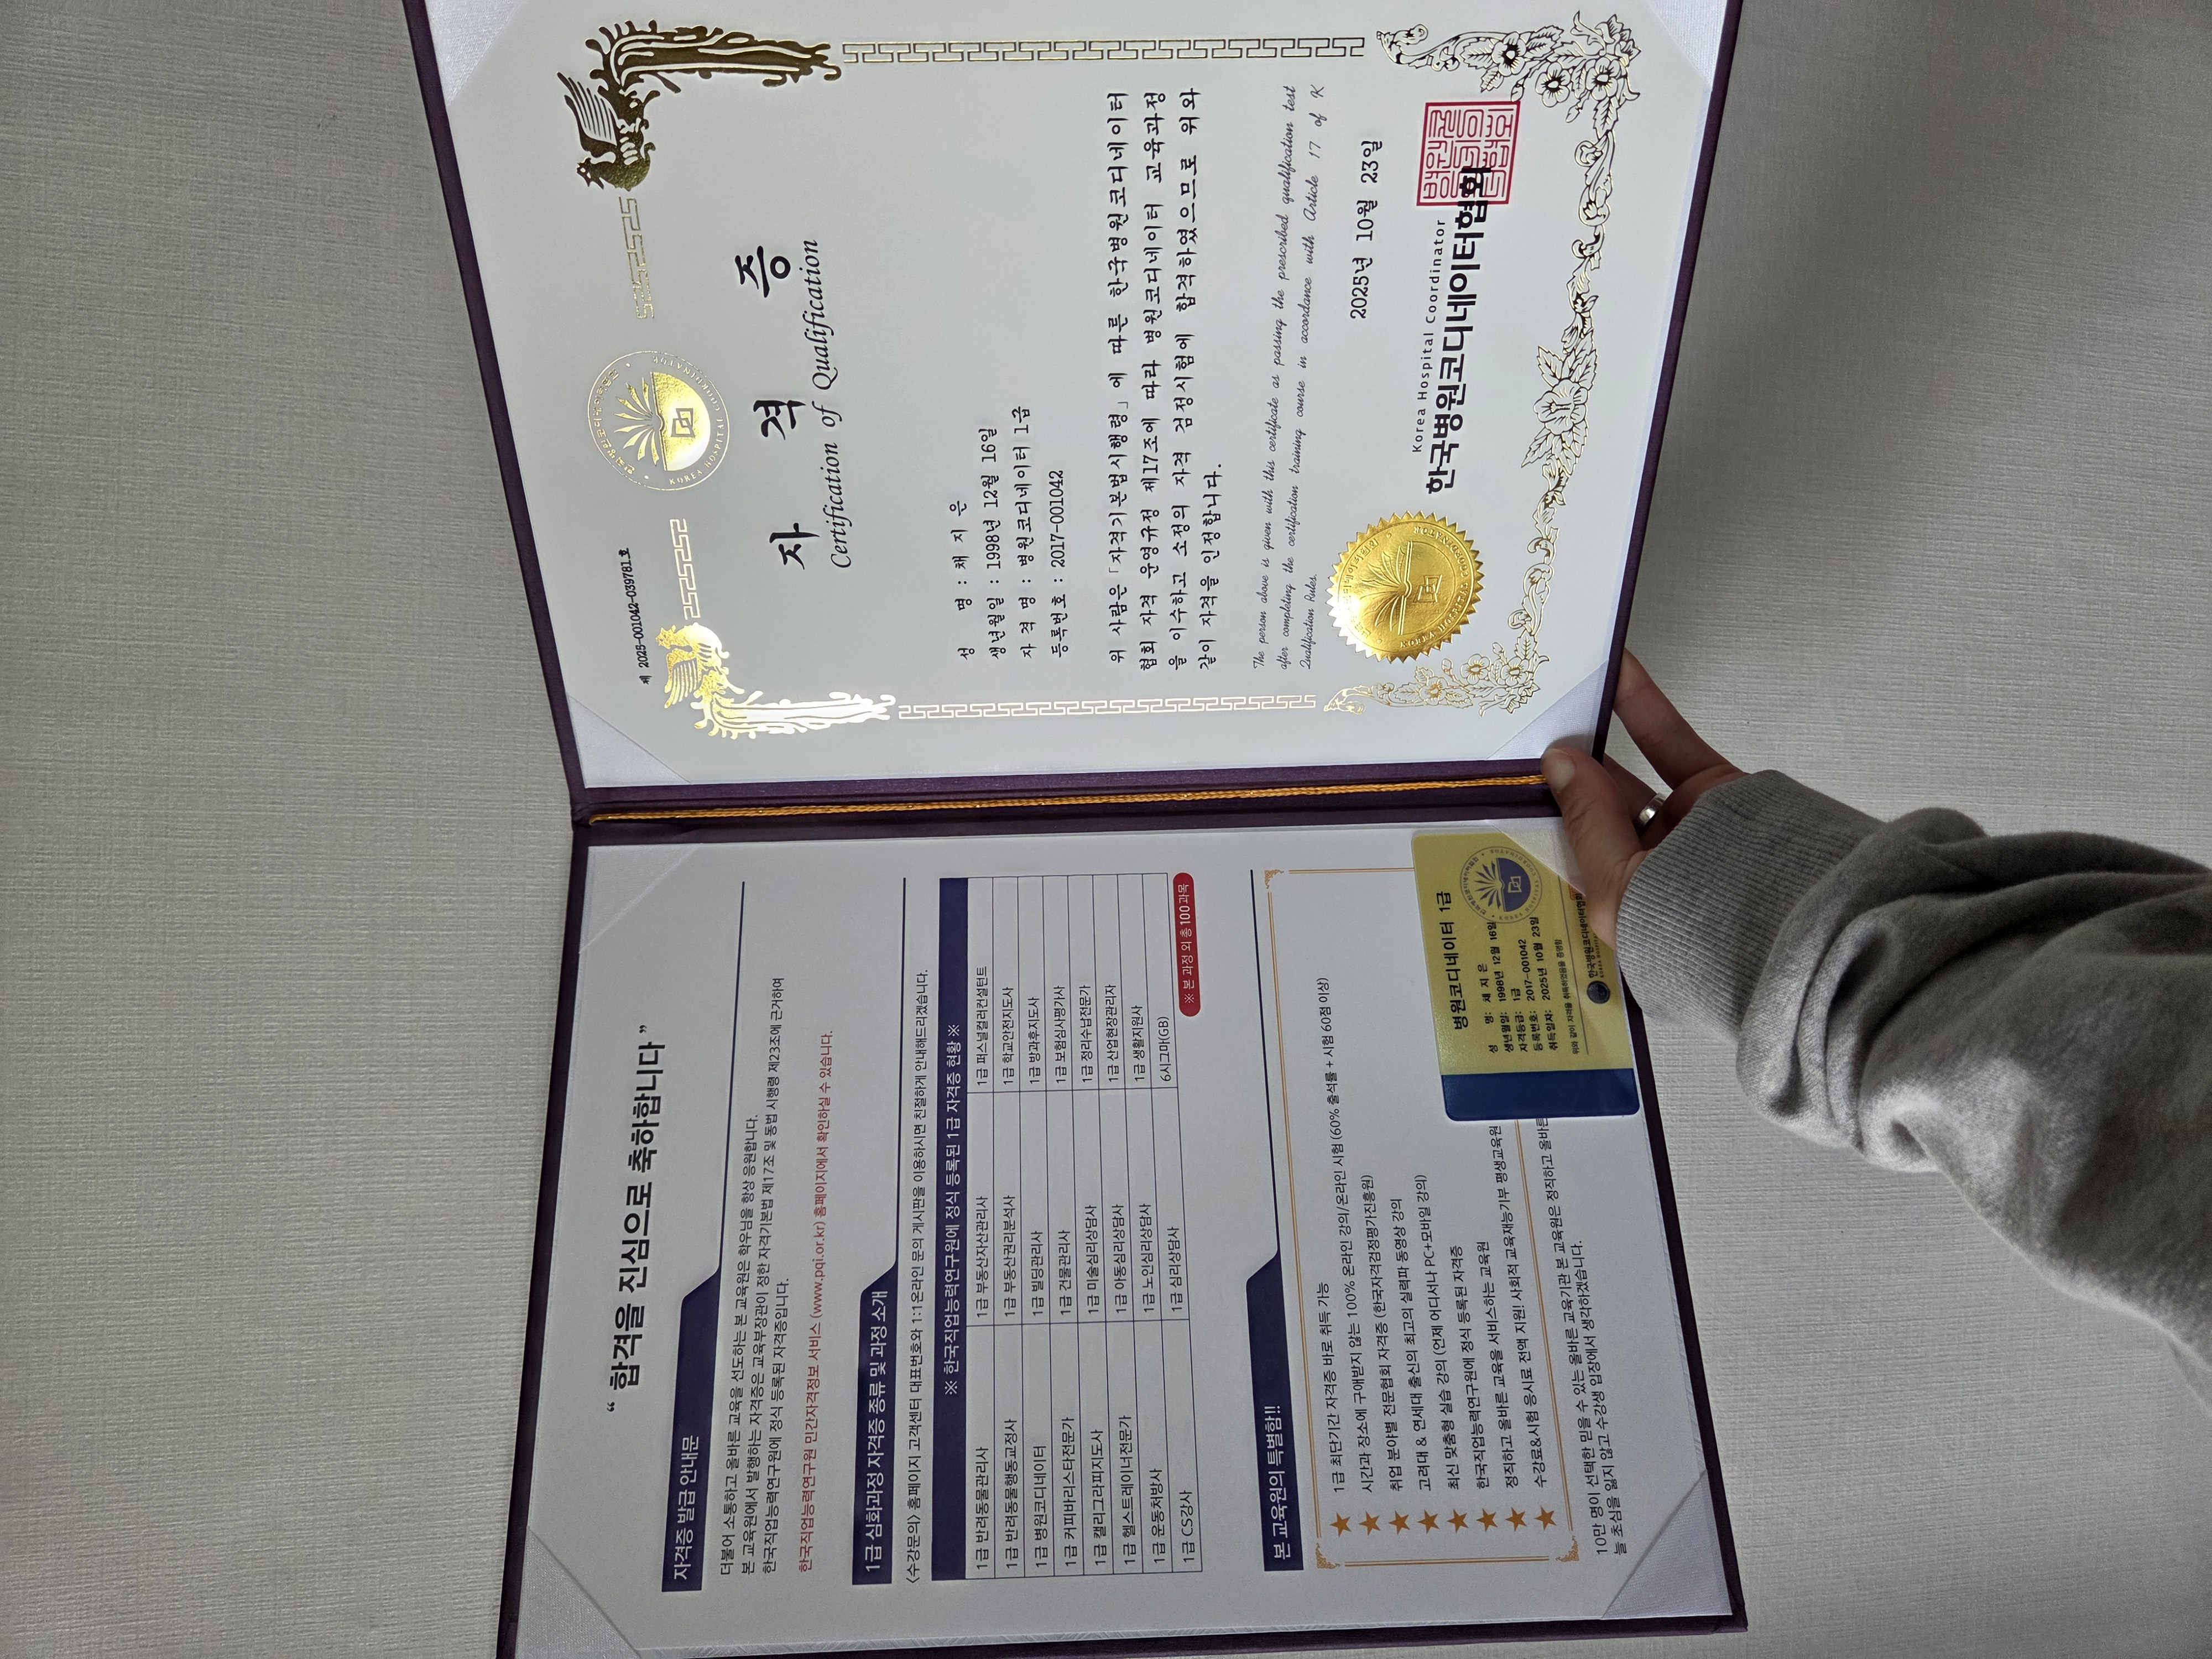 “ 합격을 진심으로 축하합니다 ”
자격증 발급 안내문
더불어 소통하고 올바른 교육을 선도하는 본 교육원은 학우님을 항상 응원합니다.
본 교육원에서 발행하는 자격증은 교육부장관이 정한 자격기본법 제17조 및 동법 시행령 제23조에 근거하여
한국직업능력연구원에 정식 등록된 자격증입니다.
한국직업능력연구원 민간자격정보 서비스 (www.pqi.or.kr) 홈페이지에서 확인하실 수 있습니다.
1급 심화과정 자격증 종류 및 과정 소개
<수강문의> 홈페이지 고객센터 대표번호와 1:1온라인 문의 게시판을 이용하시면 친절하게 안내해드리겠습니다.
※ 한국직업능력연구원에 정식 등록된 1급 자격증 현황 ※
1급 반려동물관리사 1급 부동산자산관리사 1급 퍼스널컬러컨설턴트
1급 반려동물행동교정사 1급 부동산권리분석사 1급 학교안전지도사
1급 병원코디네이터 1급 빌딩관리사 1급 방과후지도사
1급 커피바리스타전문가 1급 건물관리사 1급 보험심사평가사
1급 캘리그라피지도사 1급 미술심리상담사 1급 정리수납전문가
1급 헬스트레이너전문가 1급 아동심리상담사 1급 산업현장관리자
1급 운동처방사 1급 노인심리상담사 1급 생활지원사
1급 CS강사 1급 심리상담사 6시그마(GB)
※ 본 과정 외 총 100과목
본 교육원의 특별함!!
1급 최단기간 자격증 바로 취득 가능
시간과 장소에 구애받지 않는 100% 온라인 강의/온라인 시험 (60% 출석률 + 시험 60점 이상)
취업 분야별 전문협회 자격증 (한국자격검정평가진흥원)
고려대 & 연세대 출신의 최고의 실력파 동영상 강의
최신 맞춤형 실습 강의 (언제 어디서나 PC+모바일 강의)
한국직업능력연구원에 정식 등록된 자격증
정직하고 올바른 교육을 서비스하는 교육원
수강료&시험 응시료 전액 지원! 사회적 교육재능기부 평생교육원
10만 명이 선택한 믿을 수 있는 올바른 교육기관 본 교육원은 정직하고 올바른
늘 초심을 잃지 않고 수강생 입장에서 생각하겠습니다.
병원코디네이터 1급
성 명: 채 지 은
생년월일: 1998년 12월 16일
자격등급: 1급
등록번호: 2017-001042
취득일자: 2025년 10월 23일
위와 같이 자격을 취득하였음을 증명함
한국병원코디네이터협회
제 2025-001042-039781호
KOREA HOSPITAL COORDINATOR
자 격 증
Certification of Qualification
성 명 : 채 지 은
생년월일 : 1998년 12월 16일
자 격 명 : 병원코디네이터 1급
등록번호 : 2017-001042
위 사람은 「자격기본법시행령」에 따른 한국병원코디네이터
협회 자격 운영규정 제17조에 따라 병원코디네이터 교육과정
을 이수하고 소정의 자격 검정시험에 합격하였으므로 위와
같이 자격을 인정합니다.
The person above is given with this certificate as passing the prescribed qualification test
after completing the certification training course in accordance with Article 17 of K
Qualification Rules.
2025년 10월 23일
Korea Hospital Coordinator
한국병원코디네이터협회